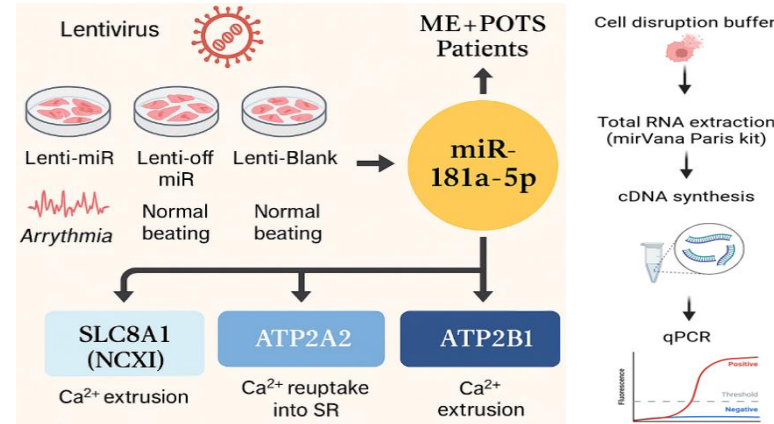 Lentivirus
ME+POTS
Patients
Lenti-miR
Lenti-off
miR
Lenti-Blank
Arrythmia
Normal
beating
Normal
beating
miR-
181a-5p
SLC8A1
(NCXI)
ATP2A2
ATP2B1
Ca²⁺ extrusion
Ca²⁺ reuptake
into SR
Ca²⁺
extrusion
Cell disruption buffer
Total RNA extraction
(mirVana Paris kit)
cDNA synthesis
qPCR
Fluorescence
Positive
Threshold
Negative